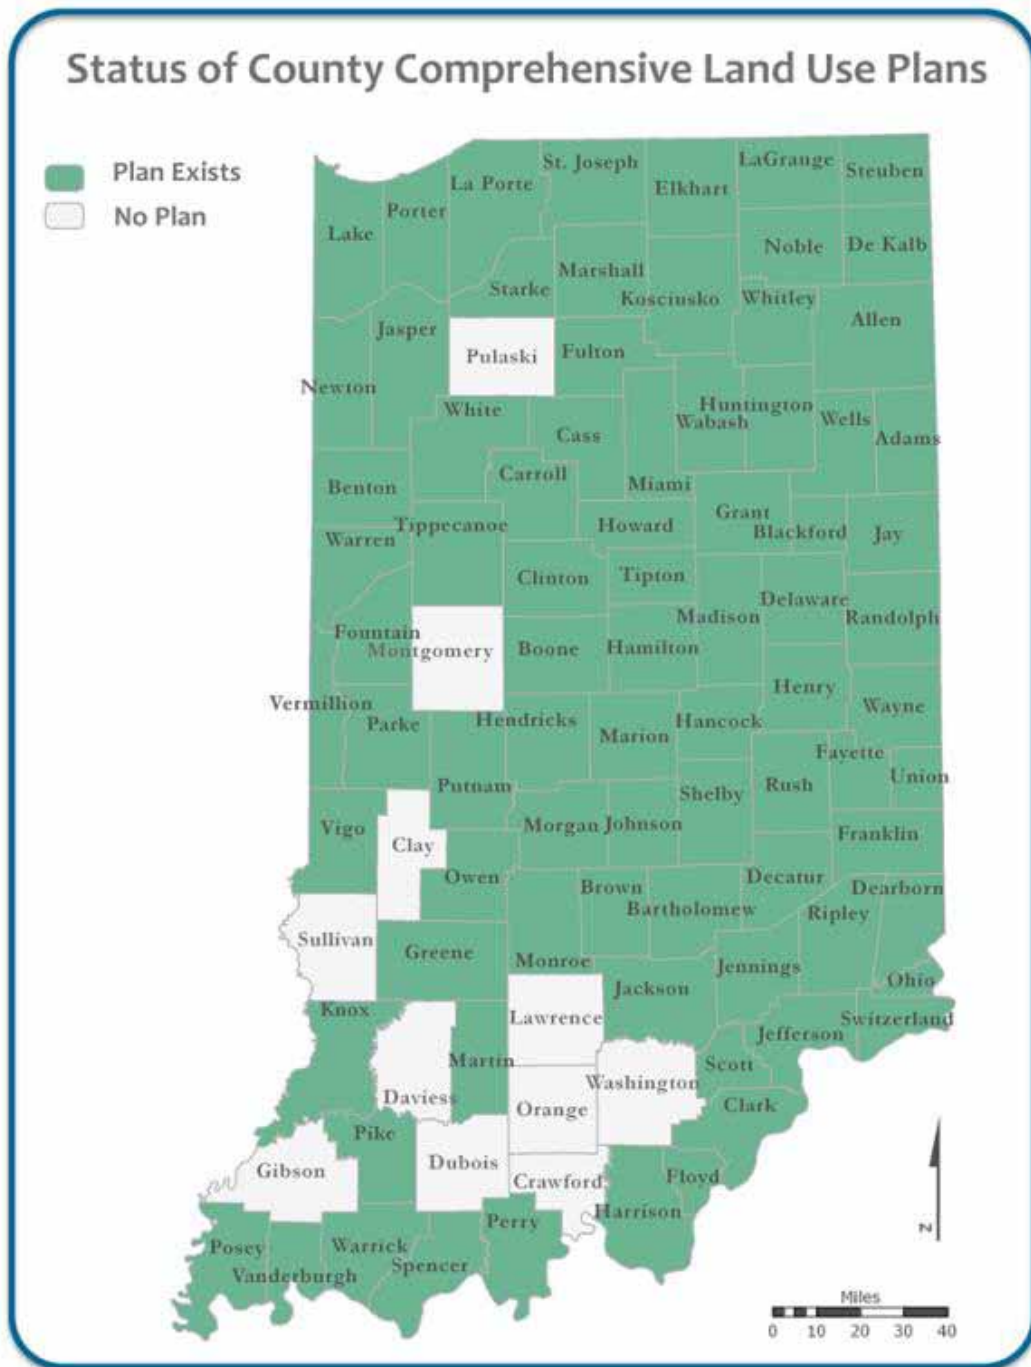 Status of County Comprehensive Land Use Plans
Plan Exists
No Plan
St. Joseph
LaGrange
Steuben
La Porte
Elkhart
Porter
Lake
Noble
De Kalb
Marshall
Starke
Kosciusko
Whitley
Allen
Jasper
Pulaski
Fulton
Newton
White
Huntington
Wabash
Wells
Cass
Adams
Carroll
Benton
Miami
Grant
Tippecanoe
Howard
Blackford
Jay
Warren
Clinton
Tipton
Delaware
Madison
Randolph
Fountain
Montgomery
Boone
Hamilton
Henry
Vermillion
Wayne
Parke
Hendricks
Hancock
Marion
Fayette
Union
Putnam
Rush
Shelby
Vigo
Morgan
Johnson
Franklin
Clay
Owen
Brown
Decatur
Dearborn
Bartholomew
Ripley
Sullivan
Greene
Monroe
Jennings
Ohio
Jackson
Knox
Lawrence
Switzerland
Jefferson
Martin
Scott
Washington
Daviess
Orange
Clark
Pike
Dubois
Gibson
Crawford
Floyd
Harrison
Perry
Posey
Warrick
Spencer
Vanderburgh
N
Miles
0 10 20 30 40